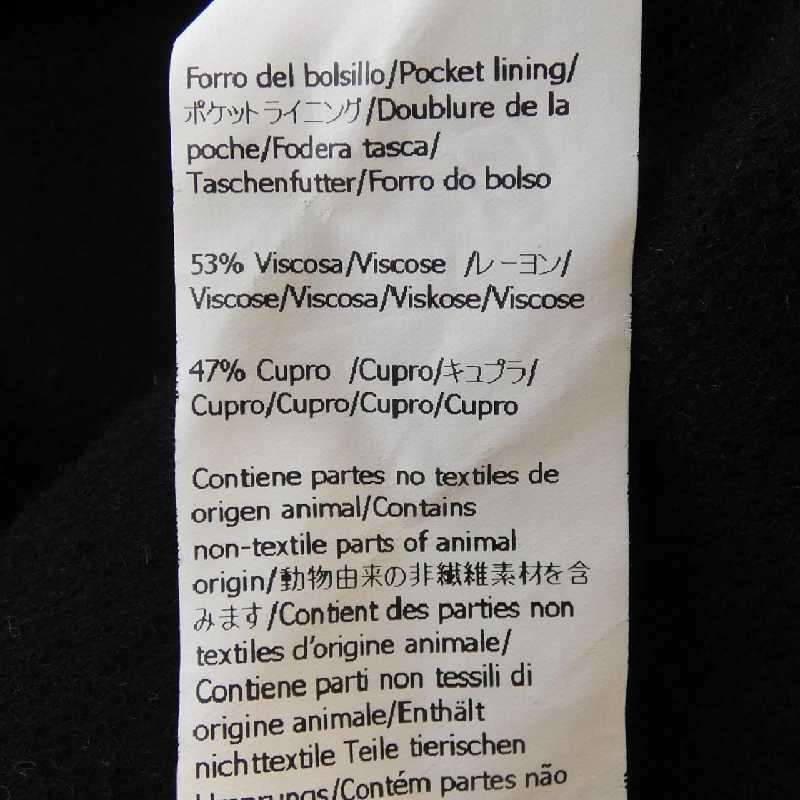 Forro del bolsillo/Pocket lining/
ポケットライニング/Doublure de la
poche/Fodera tasca/
Taschenfutter/Forro do bolso
53% Viscosa/Viscose /レーヨン/
Viscose/Viscosa/Viskose/Viscose
47% Cupro /Cupro/キュプラ/
Cupro/Cupro/Cupro/Cupro
Contiene partes no textiles de
origen animal/Contains
non-textile parts of animal
origin/動物由来の非繊維素材を含
みます/Contient des parties non
textiles d'origine animale/
Contiene parti non tessili di
origine animale/Enthält
nichttextile Teile tierischen
Ursprungs/Contém partes não